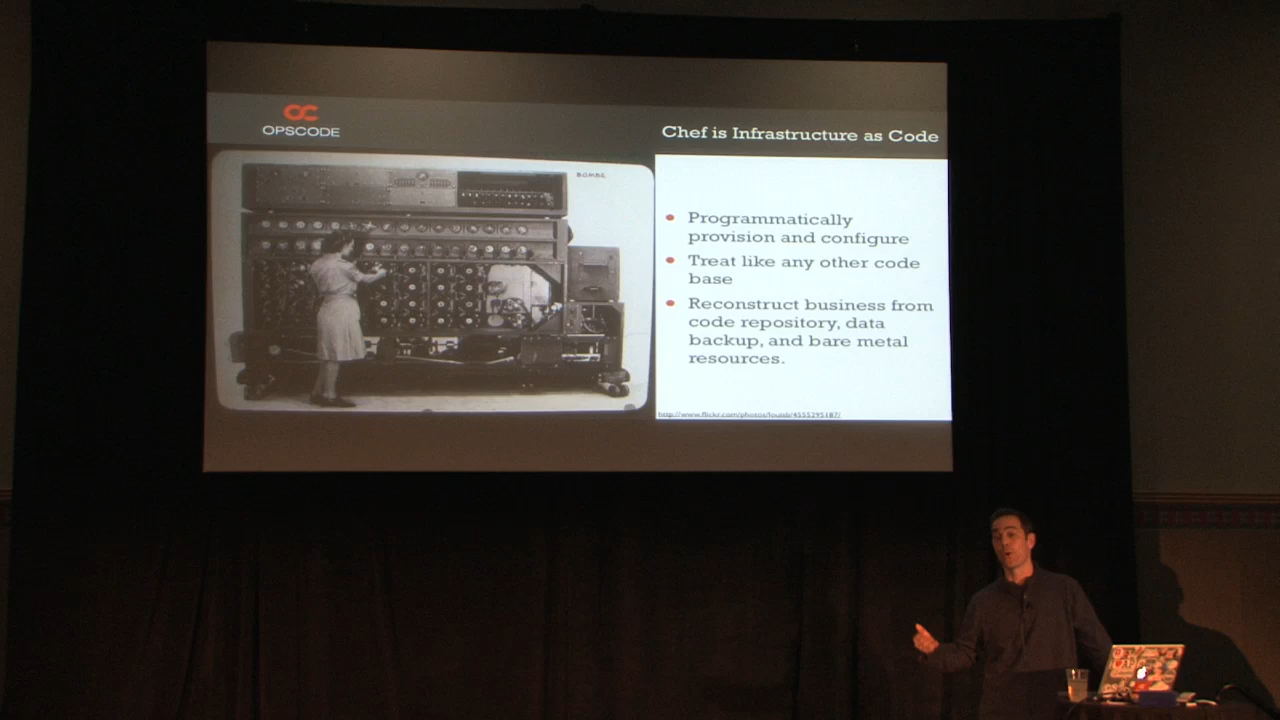 OPSCODE
Chef is Infrastructure as Code
BOMBE
Programmatically
provision and configure
Treat like any other code
base
Reconstruct business from
code repository, data
backup, and bare metal
resources.